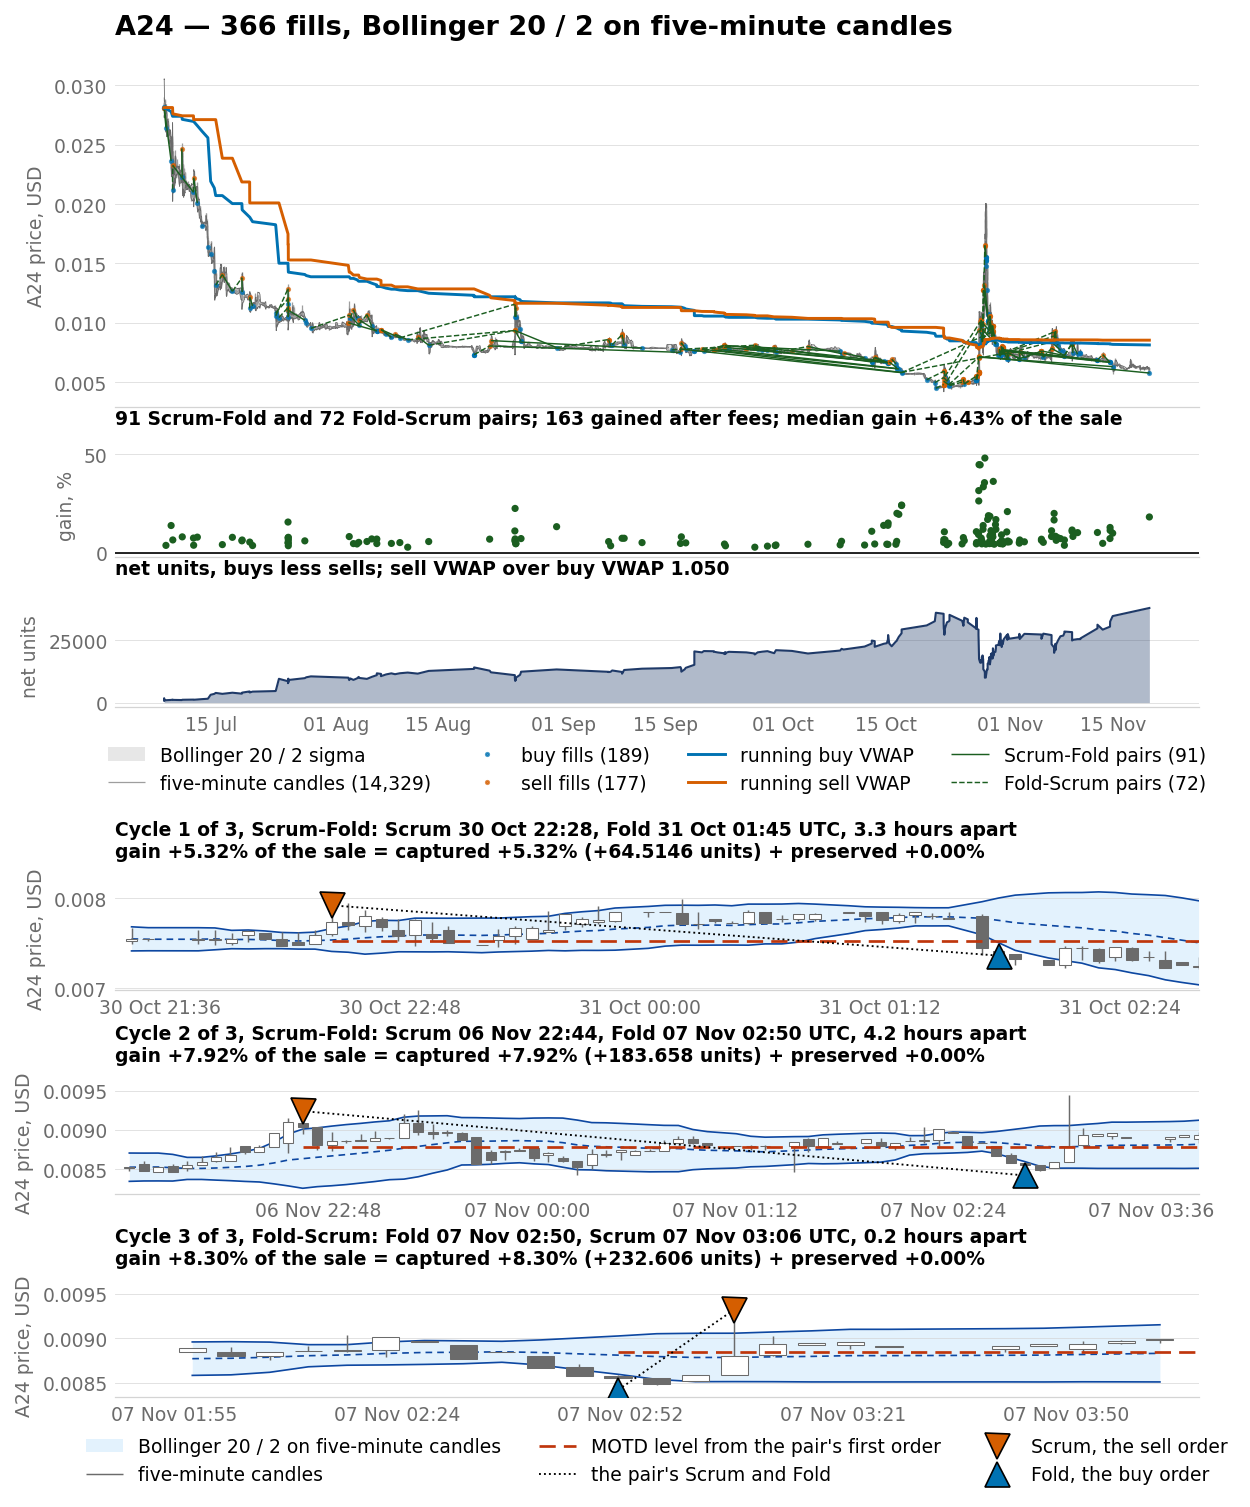 A24 — 366 fills, Bollinger 20 / 2 on five-minute candles
A24 price, USD
0.030
0.025
0.020
0.015
0.010
0.005
91 Scrum-Fold and 72 Fold-Scrum pairs; 163 gained after fees; median gain +6.43% of the sale
gain, %
50
0
net units, buys less sells; sell VWAP over buy VWAP 1.050
net units
25000
0
15 Jul 01 Aug 15 Aug 01 Sep 15 Sep 01 Oct 15 Oct 01 Nov 15 Nov
Bollinger 20 / 2 sigma buy fills (189) running buy VWAP Scrum-Fold pairs (91)
five-minute candles (14,329) sell fills (177) running sell VWAP Fold-Scrum pairs (72)
Cycle 1 of 3, Scrum-Fold: Scrum 30 Oct 22:28, Fold 31 Oct 01:45 UTC, 3.3 hours apart
gain +5.32% of the sale = captured +5.32% (+64.5146 units) + preserved +0.00%
A24 price, USD
0.008
0.007
30 Oct 21:36 30 Oct 22:48 31 Oct 00:00 31 Oct 01:12 31 Oct 02:24
Cycle 2 of 3, Scrum-Fold: Scrum 06 Nov 22:44, Fold 07 Nov 02:50 UTC, 4.2 hours apart
gain +7.92% of the sale = captured +7.92% (+183.658 units) + preserved +0.00%
A24 price, USD
0.0095
0.0090
0.0085
06 Nov 22:48 07 Nov 00:00 07 Nov 01:12 07 Nov 02:24 07 Nov 03:36
Cycle 3 of 3, Fold-Scrum: Fold 07 Nov 02:50, Scrum 07 Nov 03:06 UTC, 0.2 hours apart
gain +8.30% of the sale = captured +8.30% (+232.606 units) + preserved +0.00%
A24 price, USD
0.0095
0.0090
0.0085
07 Nov 01:55 07 Nov 02:24 07 Nov 02:52 07 Nov 03:21 07 Nov 03:50
Bollinger 20 / 2 on five-minute candles MOTD level from the pair's first order Scrum, the sell order
five-minute candles the pair's Scrum and Fold Fold, the buy order